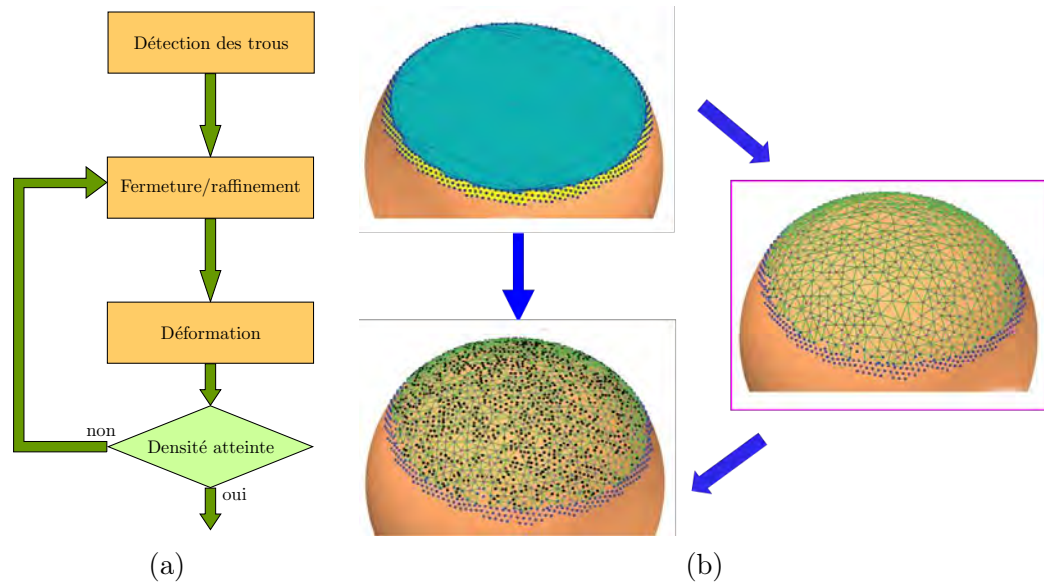 Détection des trous
Fermeture/raffinement
Déformation
non
Densité atteinte
oui
(a)
(b)